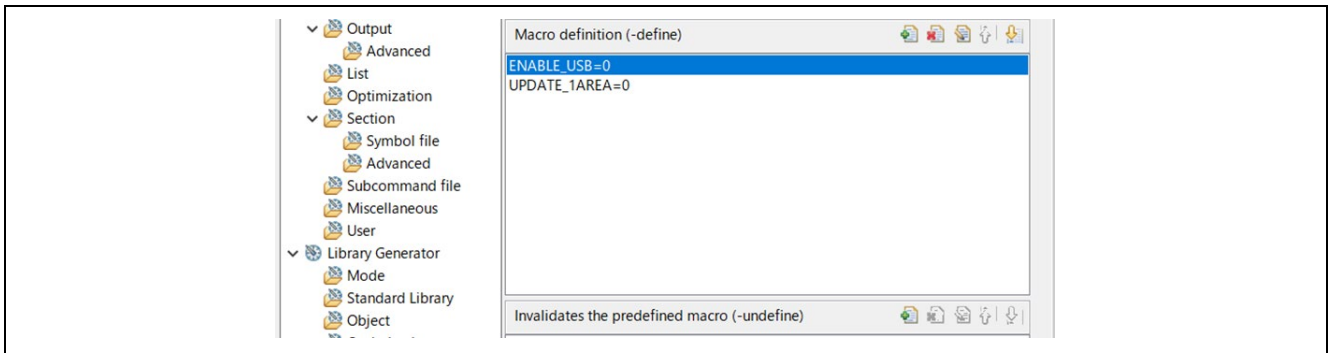 Output
Advanced
List
Optimization
Section
Symbol file
Advanced
Subcommand file
Miscellaneous
User
Library Generator
Mode
Standard Library
Object
Macro definition (-define)
ENABLE_USB=0
UPDATE_1AREA=0
Invalidates the predefined macro (-undefine)